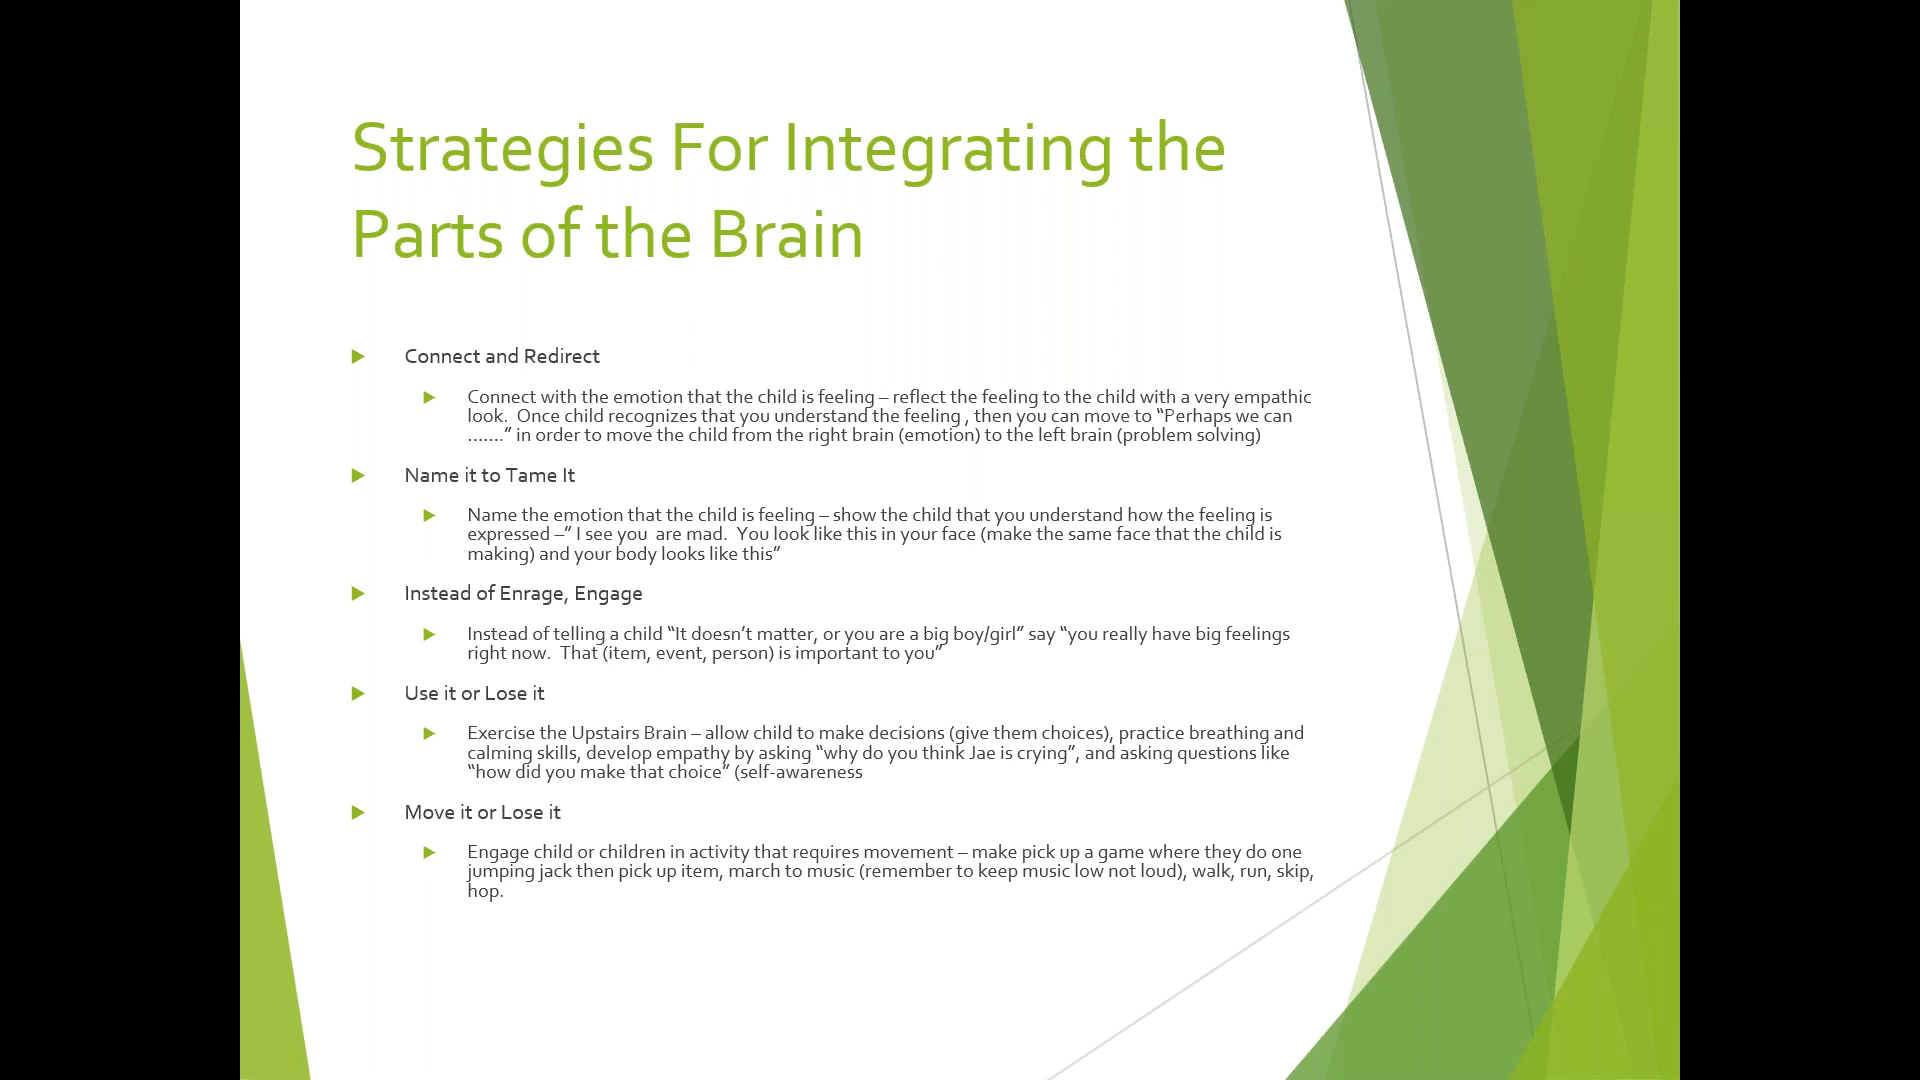 Strategies For Integrating the
Parts of the Brain
Connect and Redirect
Connect with the emotion that the child is feeling – reflect the feeling to the child with a very empathic
look.  Once child recognizes that you understand the feeling , then you can move to “Perhaps we can
…….” in order to move the child from the right brain (emotion) to the left brain (problem solving)
Name it to Tame It
Name the emotion that the child is feeling – show the child that you understand how the feeling is
expressed –” I see you  are mad.  You look like this in your face (make the same face that the child is
making) and your body looks like this”
Instead of Enrage, Engage
Instead of telling a child “It doesn’t matter, or you are a big boy/girl” say “you really have big feelings
right now.  That (item, event, person) is important to you”
Use it or Lose it
Exercise the Upstairs Brain – allow child to make decisions (give them choices), practice breathing and
calming skills, develop empathy by asking “why do you think Jae is crying”, and asking questions like
“how did you make that choice” (self-awareness
Move it or Lose it
Engage child or children in activity that requires movement – make pick up a game where they do one
jumping jack then pick up item, march to music (remember to keep music low not loud), walk, run, skip,
hop.